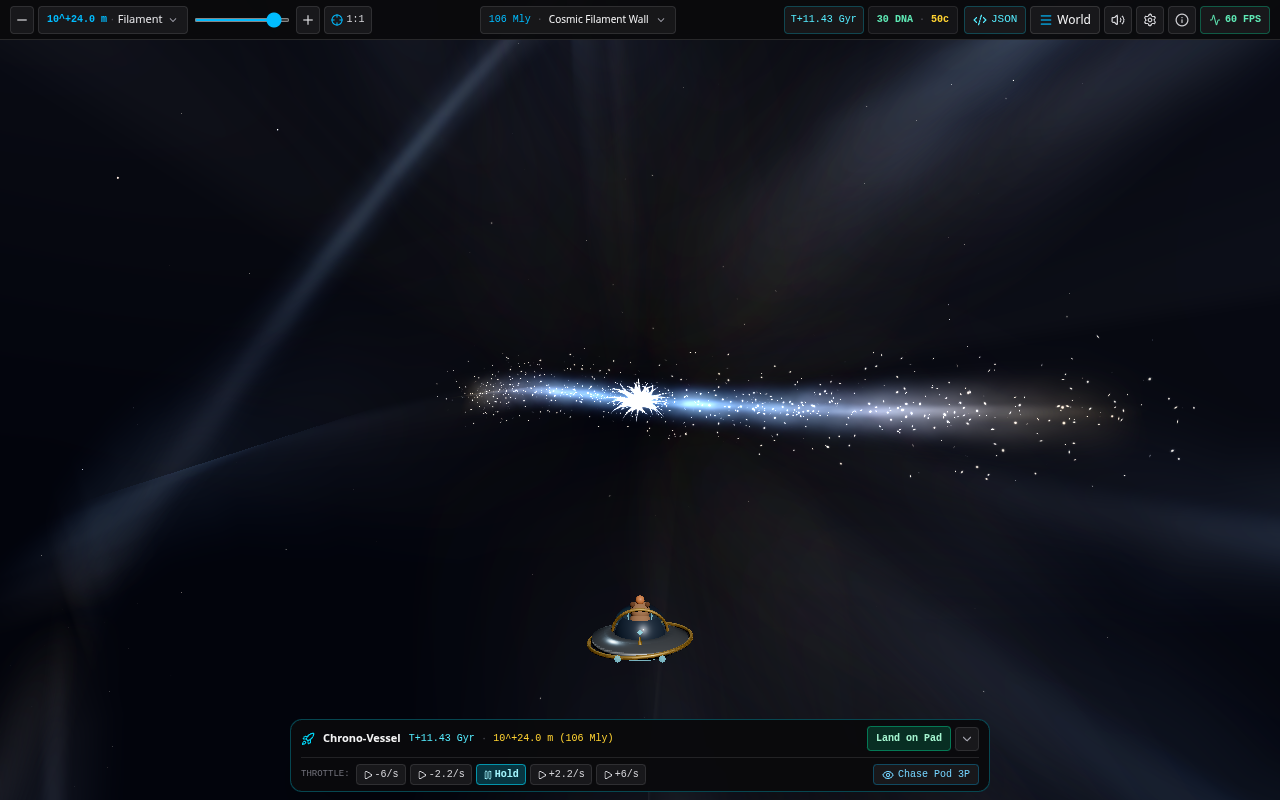 10^+24.0 m · Filament 1:1 106 Mly · Cosmic Filament Wall T+11.43 Gyr 30 DNA · 50c JSON World 60 FPS
Chrono-Vessel T+11.43 Gyr · 10^+24.0 m (106 Mly) Land on Pad
THROTTLE: -6/s -2.2/s Hold +2.2/s +6/s Chase Pod 3P